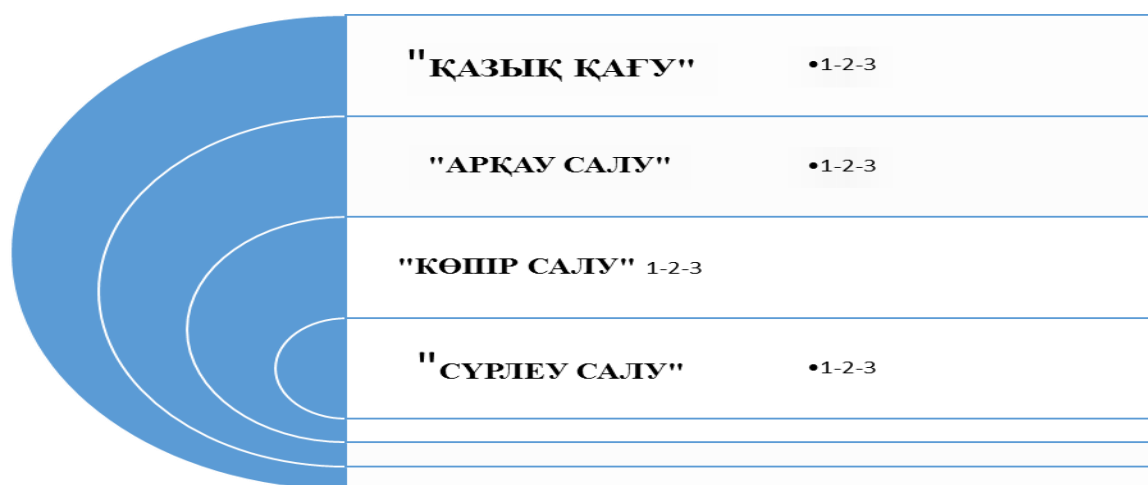 "ҚАЗЫҚ ҚАҒУ" •1-2-3
"АРҚАУ САЛУ" •1-2-3
"КӨПІР САЛУ" 1-2-3
"СҮРЛЕУ САЛУ" •1-2-3